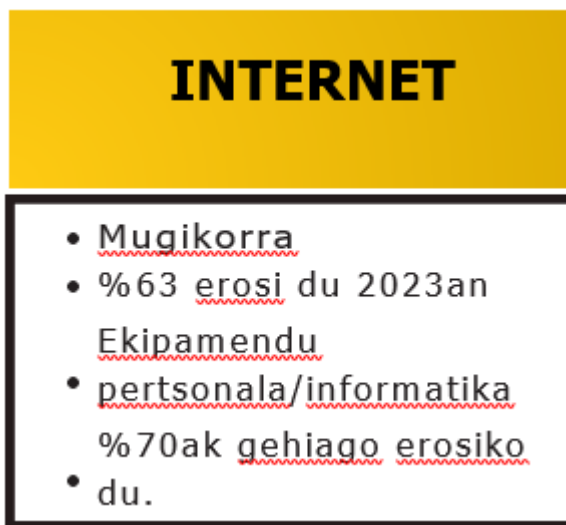 INTERNET
• Mugikorra
• %63 erosi du 2023an
Ekipamendu
• pertsonala/informatika
%70ak gehiago erosiko
• du.